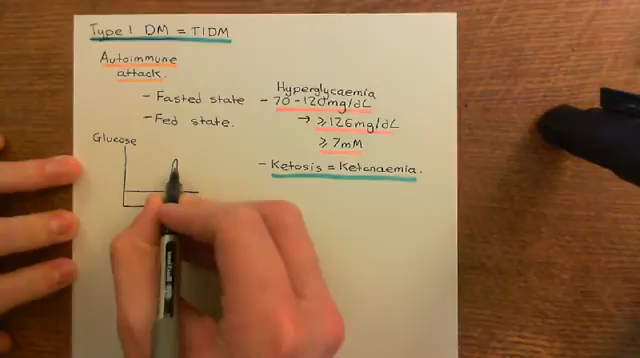 Type 1 DM = T1DM
Autoimmune
attack.
- Fasted state
- Fed state.
Hyperglycaemia
- 70-120mg/dL
→ ≥126mg/dL
≥7mM
- Ketosis = Ketonaemia.
Glucose